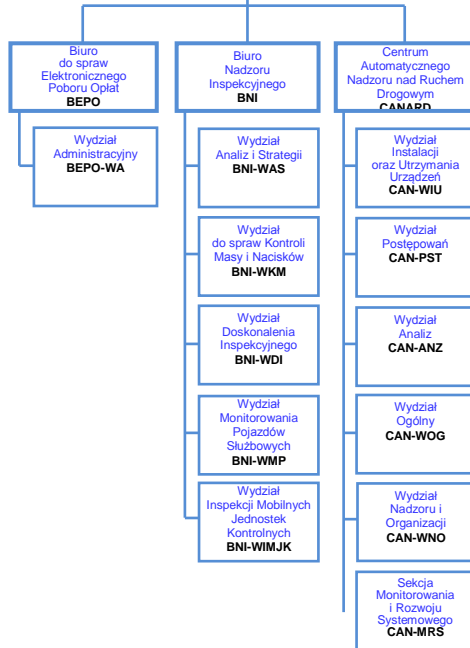 Biuro
do spraw
Elektronicznego
Poboru Opłat
BEPO
Wydział
Administracyjny
BEPO-WA
Biuro
Nadzoru
Inspekcyjnego
BNI
Wydział
Analiz i Strategii
BNI-WAS
Wydział
do spraw Kontroli
Masy i Nacisków
BNI-WKM
Wydział
Doskonalenia
Inspekcyjnego
BNI-WDI
Wydział
Monitorowania
Pojazdów
Służbowych
BNI-WMP
Wydział
Inspekcji Mobilnych
Jednostek
Kontrolnych
BNI-WIMJK
Centrum
Automatycznego
Nadzoru nad Ruchem
Drogowym
CANARD
Wydział
Instalacji
oraz Utrzymania
Urządzeń
CAN-WIU
Wydział
Postępowań
CAN-PST
Wydział
Analiz
CAN-ANZ
Wydział
Ogólny
CAN-WOG
Wydział
Nadzoru i
Organizacji
CAN-WNO
Sekcja
Monitorowania
i Rozwoju
Systemowego
CAN-MRS